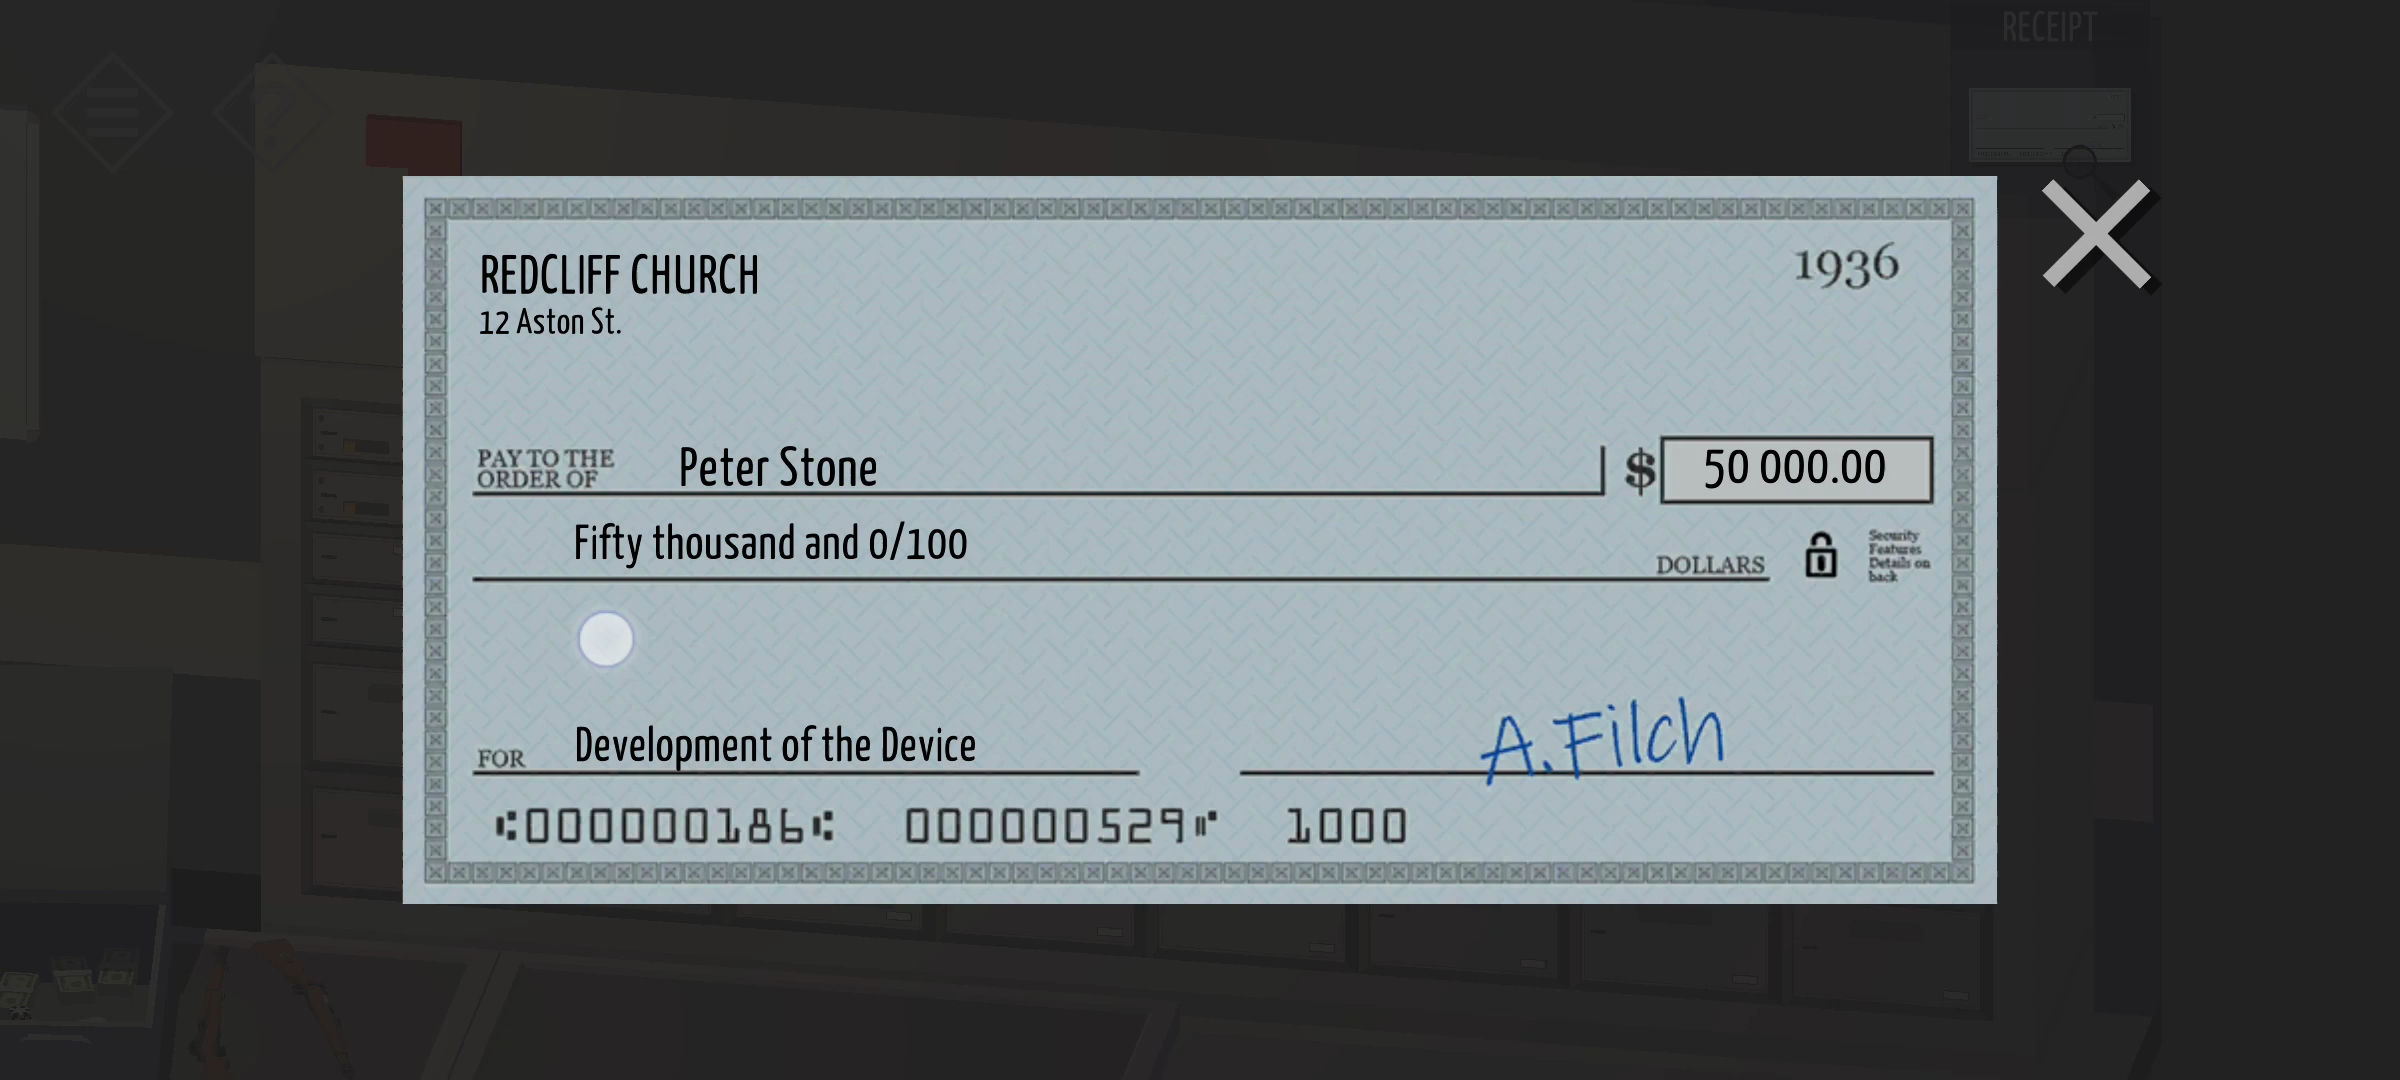 RECEIPT
REDCLIFF CHURCH
1936
12 Aston St.
PAY TO THE ORDER OF Peter Stone $ 50 000.00
Fifty thousand and 0/100 DOLLARS
Security
Features
Details on
back
FOR Development of the Device A.Filch
⑆000000186⑆ 000000529⑈ 1000